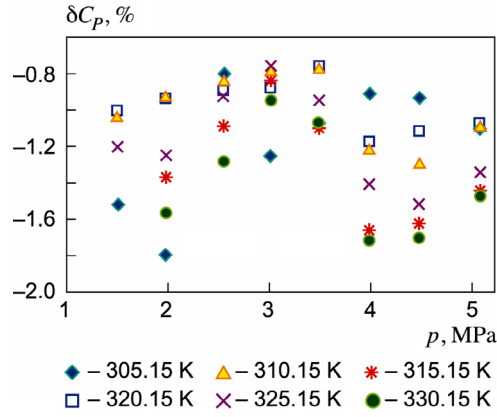 δC_P, %
−0.8
−1.2
−1.6
−2.0
1 2 3 4 5
p, MPa
– 305.15 K – 310.15 K – 315.15 K
– 320.15 K – 325.15 K – 330.15 K